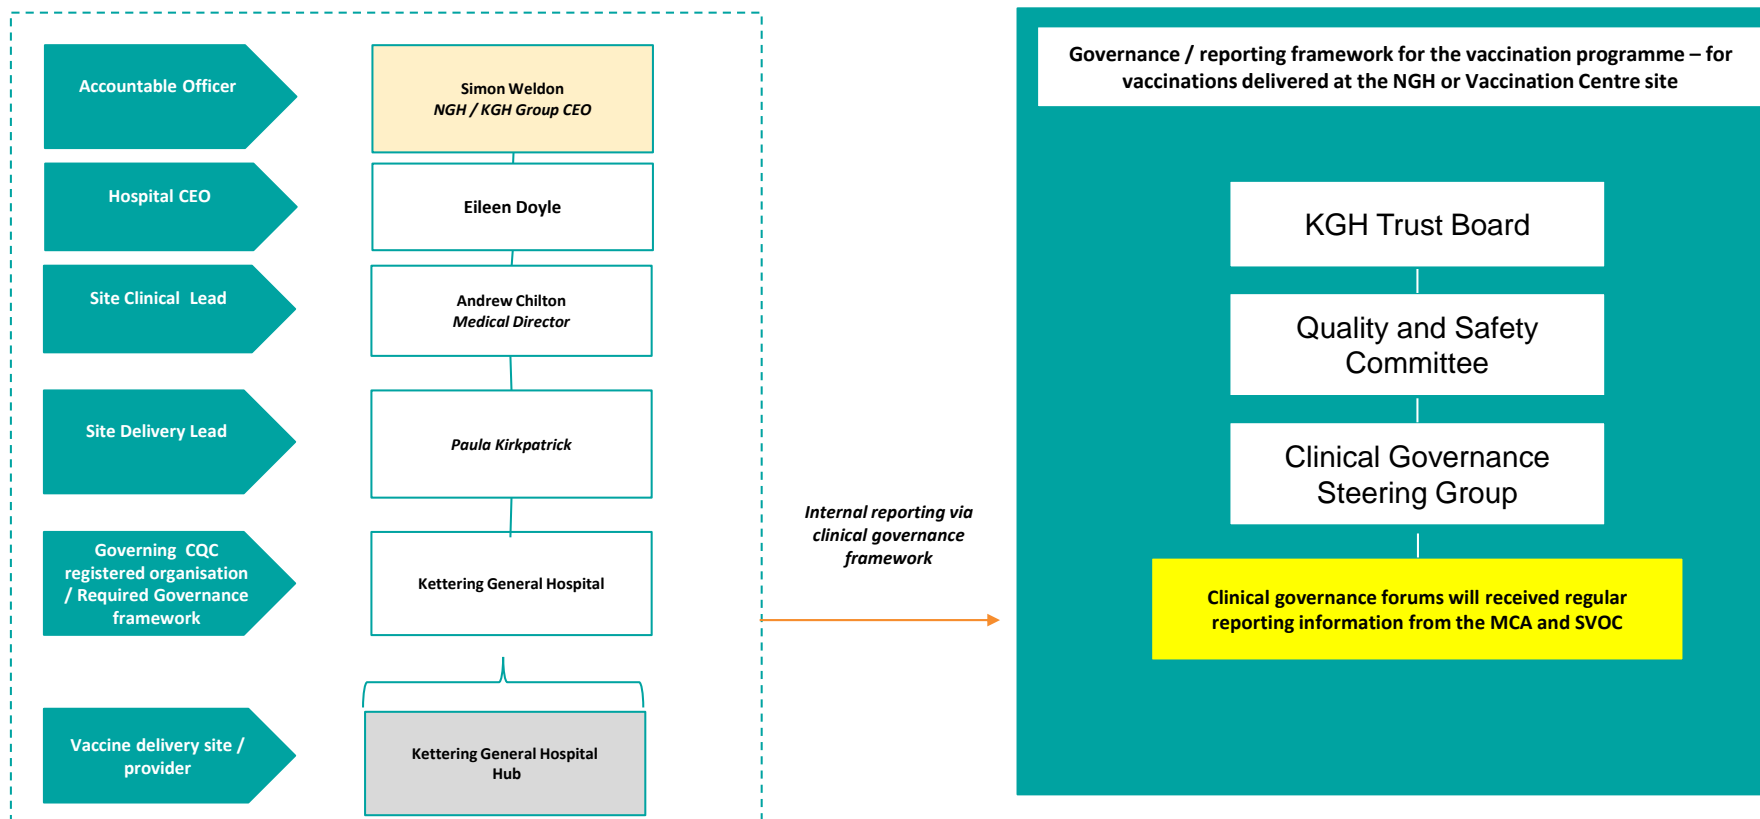 Accountable Officer
Simon Weldon
NGH / KGH Group CEO
Hospital CEO
Eileen Doyle
Site Clinical Lead
Andrew Chilton
Medical Director
Site Delivery Lead
Paula Kirkpatrick
Governing CQC
registered organisation
/ Required Governance
framework
Kettering General Hospital
Vaccine delivery site /
provider
Kettering General Hospital
Hub
Internal reporting via
clinical governance
framework
Governance / reporting framework for the vaccination programme – for
vaccinations delivered at the NGH or Vaccination Centre site
KGH Trust Board
Quality and Safety
Committee
Clinical Governance
Steering Group
Clinical governance forums will received regular
reporting information from the MCA and SVOC